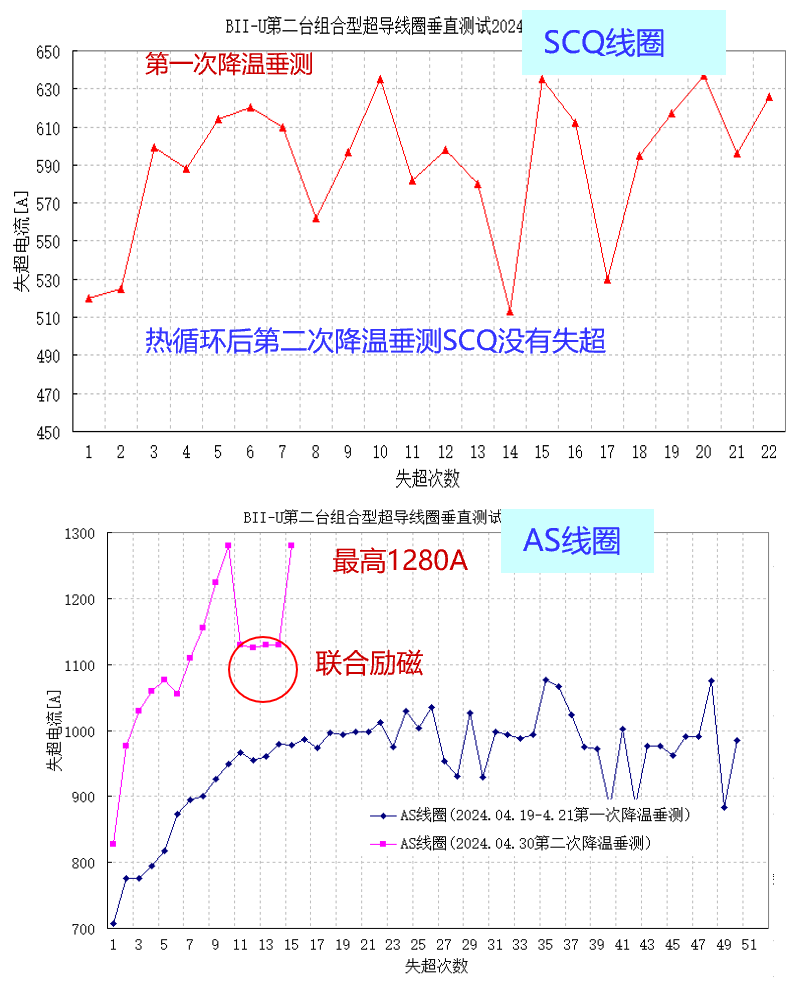 BII-U第二台组合型超导线圈垂直测试2024
SCQ线圈
第一次降温垂测
650
630
610
590
570
550
530
510
490
470
450
失超电流[A]
热循环后第二次降温垂测SCQ没有失超
1 2 3 4 5 6 7 8 9 10 11 12 13 14 15 16 17 18 19 20 21 22
失超次数
BII-U第二台组合型超导线圈垂直测试
AS线圈
最高1280A
联合励磁
1300
1200
1100
1000
900
800
700
失超电流[A]
AS线圈(2024.04.19-4.21第一次降温垂测)
AS线圈(2024.04.30第二次降温垂测)
1 3 5 7 9 11 13 15 17 19 21 23 25 27 29 31 33 35 37 39 41 43 45 47 49 51
失超次数